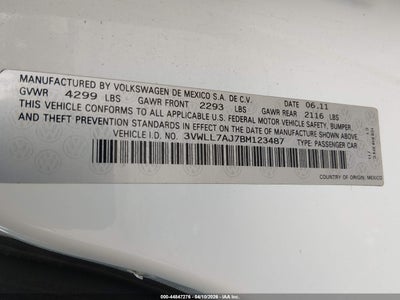 MANUFACTURED BY VOLKSWAGEN DE MEXICO S.A. DE C.V. DATE 06.11
GVWR 4299 LBS GAWR FRONT 2293 LBS GAWR REAR 2116 LBS
THIS VEHICLE CONFORMS TO ALL APPLICABLE U.S. FEDERAL MOTOR VEHICLE SAFETY, BUMPER
AND THEFT PREVENTION STANDARDS IN EFFECT ON THE DATE OF MANUFACTURE SHOWN ABOVE.
VEHICLE I.D. NO. 3VWLL7AJ7BM123487 TYPE: PASSENGER CAR
COUNTRY OF ORIGIN: MEXICO
000-44847276 - 04/10/2026 - IAA, Inc.